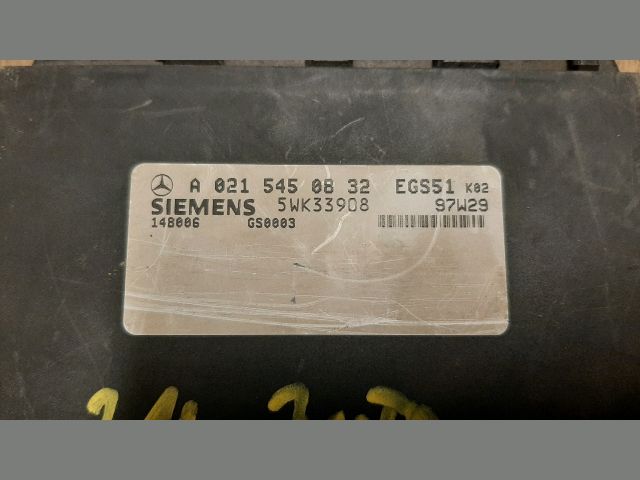 A 021 545 08 32 EGS51 K02
SIEMENS 5WK33908 97W29
148006 GS0003